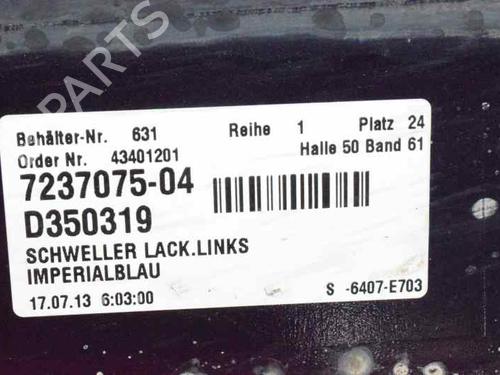 PARTS
Behälter-Nr. 631 Reihe 1 Platz 24
Order Nr. 43401201 Halle 50 Band 61
7237075-04
D350319
SCHWELLER LACK.LINKS
IMPERIALBLAU
17.07.13 6:03:00 S -6407-E703